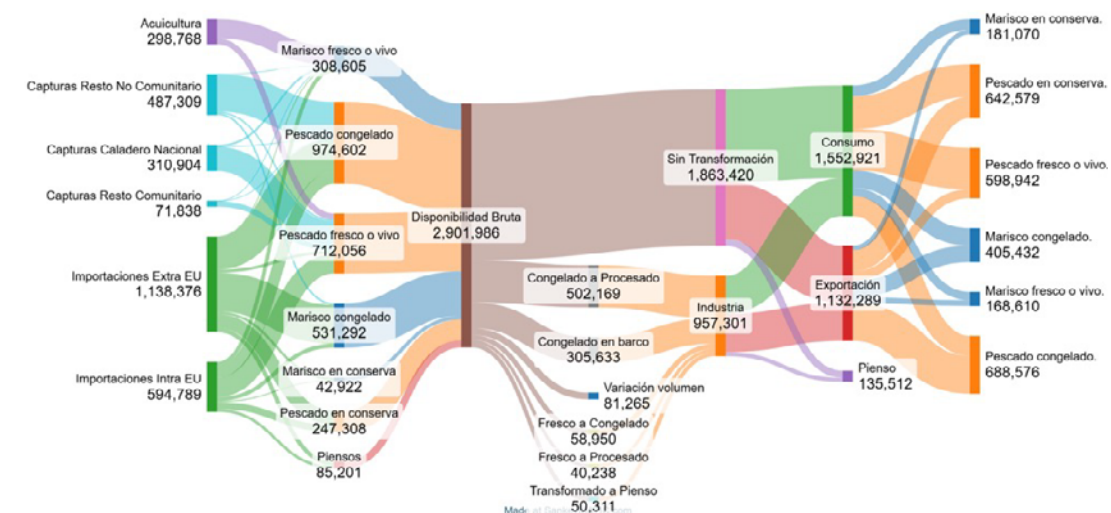 Acuicultura
298,768
Capturas Resto No Comunitario
487,309
Capturas Caladero Nacional
310,904
Capturas Resto Comunitario
71,838
Importaciones Extra EU
1,138,376
Importaciones Intra EU
594,789
Marisco fresco o vivo
308,605
Pescado congelado
974,602
Pescado fresco o vivo
712,056
Marisco congelado
531,292
Marisco en conserva
42,922
Pescado en conserva
247,308
Piensos
85,201
Disponibilidad Bruta
2,901,986
Sin Transformación
1,863,420
Congelado a Procesado
502,169
Congelado en barco
305,633
Variación volumen
81,265
Fresco a Congelado
58,950
Fresco a Procesado
40,238
Transformado a Pienso
50,311
Industria
957,301
Consumo
1,552,921
Exportación
1,132,289
Pienso
135,512
Marisco en conserva.
181,070
Pescado en conserva.
642,579
Pescado fresco o vivo.
598,942
Marisco congelado.
405,432
Marisco fresco o vivo.
168,610
Pescado congelado.
688,576